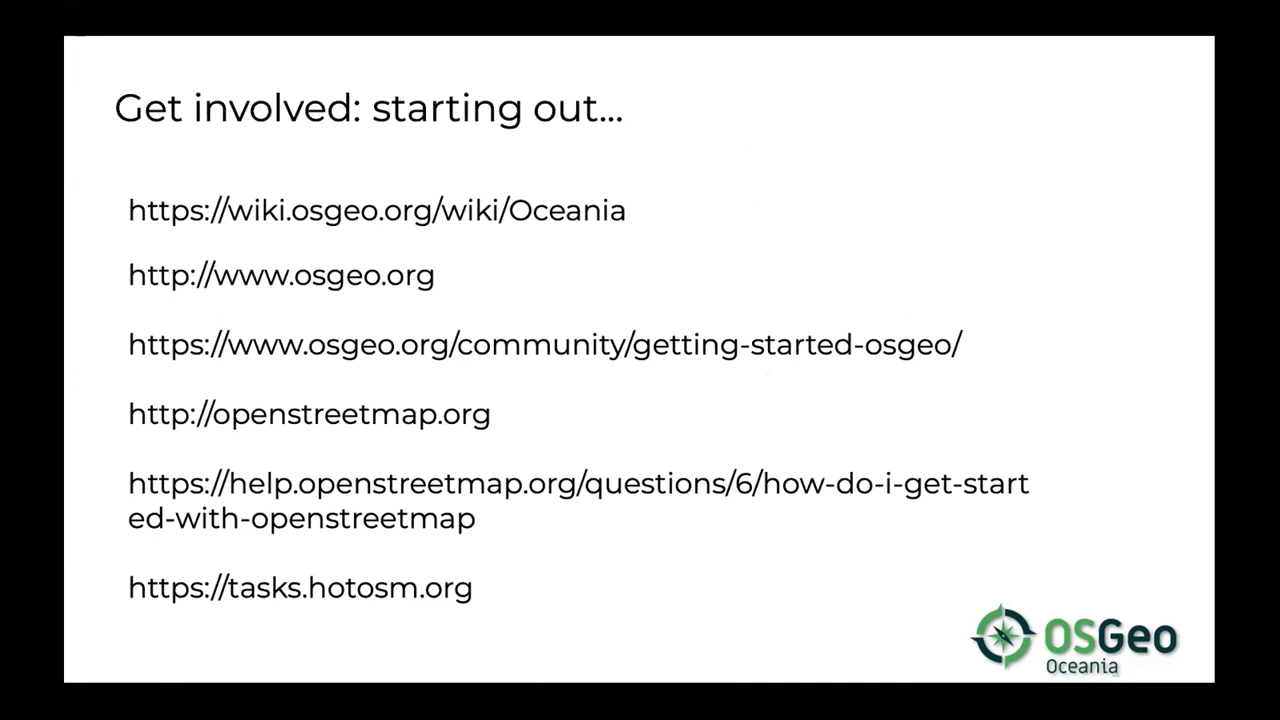 Get involved: starting out...
https://wiki.osgeo.org/wiki/Oceania
http://www.osgeo.org
https://www.osgeo.org/community/getting-started-osgeo/
http://openstreetmap.org
https://help.openstreetmap.org/questions/6/how-do-i-get-start
ed-with-openstreetmap
https://tasks.hotosm.org
OSGeo
Oceania